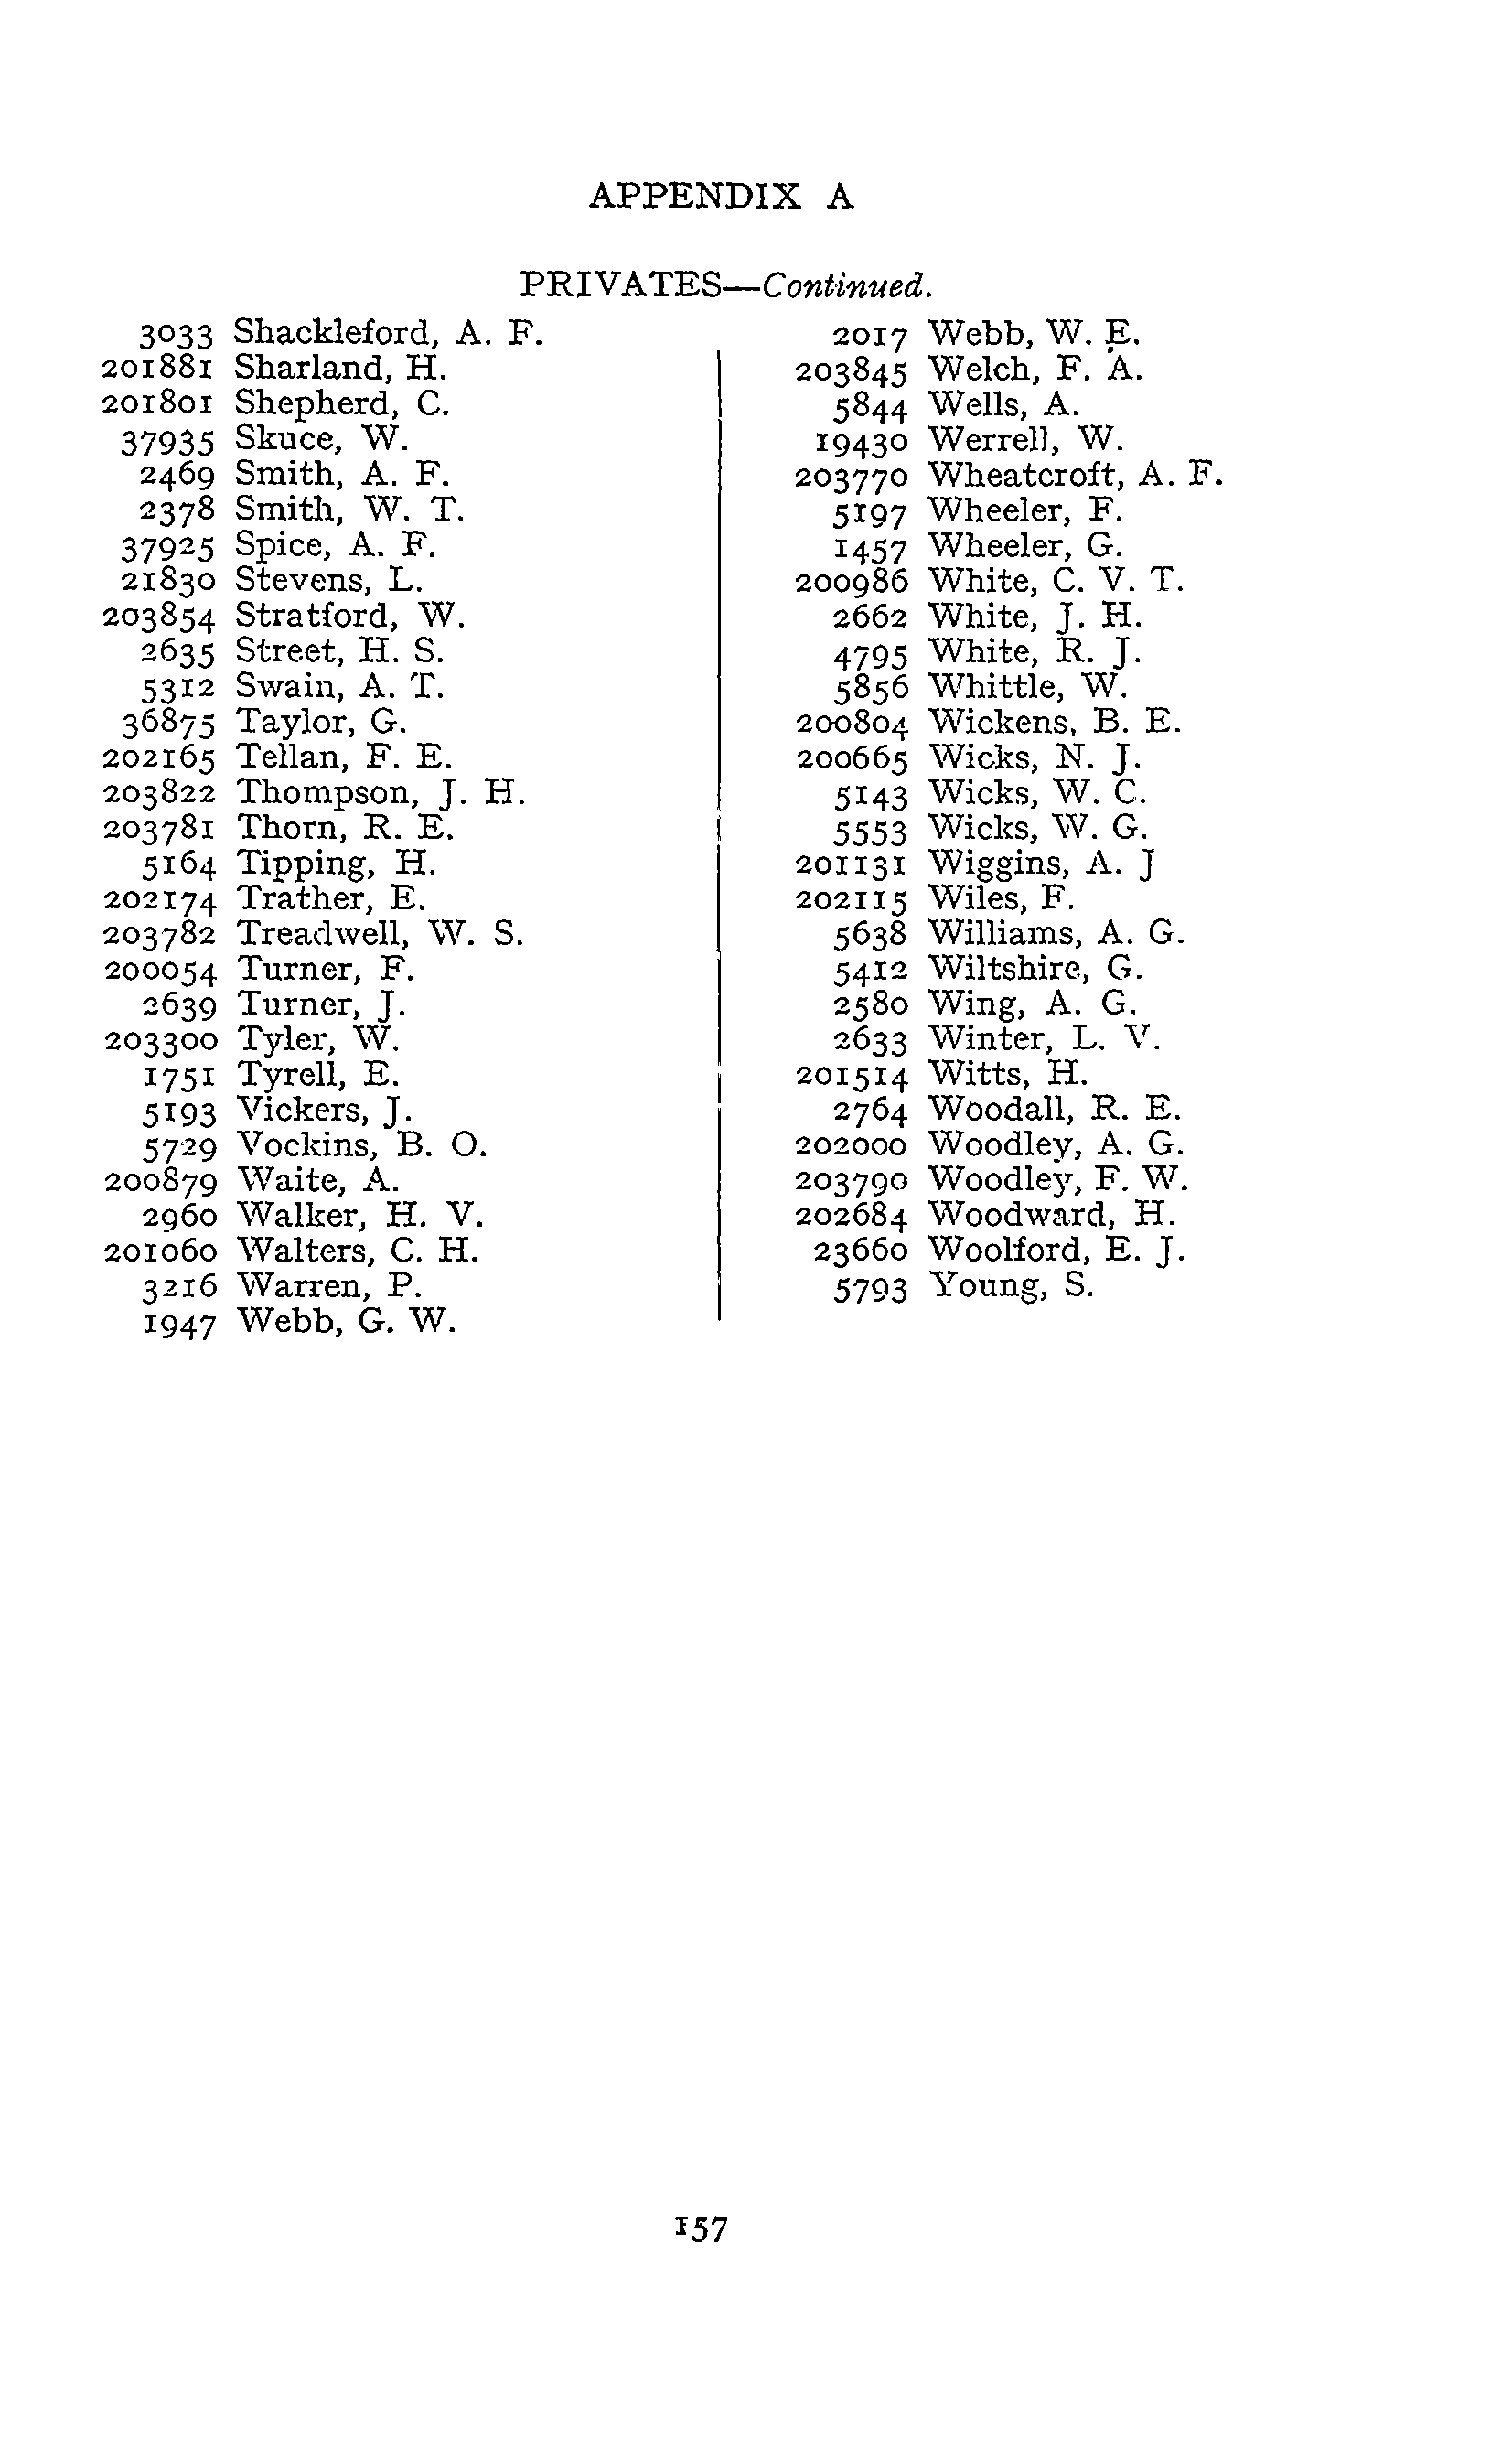 APPENDIX A
PRIVATES—Continued.
3033 Shackleford, A. F.
201881 Sharland, H.
201801 Shepherd, C.
37935 Skuce, W.
2469 Smith, A. F.
2378 Smith, W. T.
37925 Spice, A. F.
21830 Stevens, L.
203854 Stratford, W.
2635 Street, H. S.
5312 Swain, A. T.
36875 Taylor, G.
202165 Tellan, F. E.
203822 Thompson, J. H.
203781 Thorn, R. E.
5164 Tipping, H.
202174 Trather, E.
203782 Treadwell, W. S.
200054 Turner, F.
2639 Turner, J.
203300 Tyler, W.
1751 Tyrell, E.
5193 Vickers, J.
5729 Vockins, B. O.
200879 Waite, A.
2960 Walker, H. V.
201060 Walters, C. H.
3216 Warren, P.
1947 Webb, G. W.
2017 Webb, W. E.
203845 Welch, F. A.
5844 Wells, A.
19430 Werrell, W.
203770 Wheatcroft, A. F.
5197 Wheeler, F.
1457 Wheeler, G.
200986 White, C. V. T.
2662 White, J. H.
4795 White, R. J.
5856 Whittle, W.
200804 Wickens, B. E.
200665 Wicks, N. J.
5143 Wicks, W. C.
5553 Wicks, W. G.
201131 Wiggins, A. J
202115 Wiles, F.
5638 Williams, A. G.
5412 Wiltshire, G.
2580 Wing, A. G.
2633 Winter, L. V.
201514 Witts, H.
2764 Woodall, R. E.
202000 Woodley, A. G.
203790 Woodley, F. W.
202684 Woodward, H.
23660 Woolford, E. J.
5793 Young, S.
157